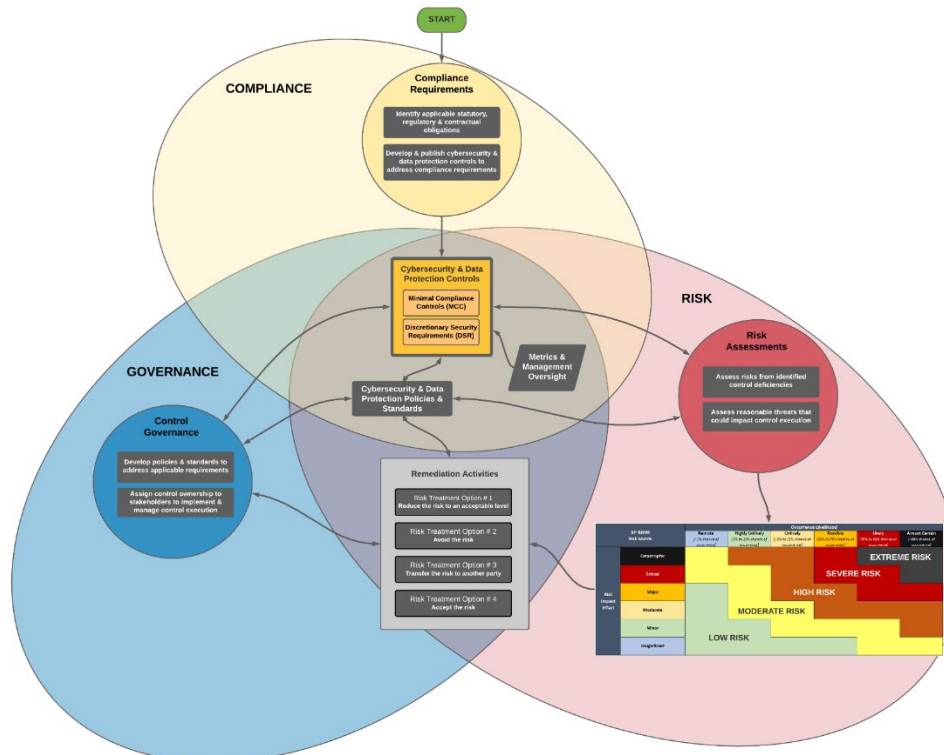 START
COMPLIANCE
Compliance
Requirements
Identify applicable statutory,
regulatory & contractual
obligations
Develop & publish cybersecurity &
data protection controls to
address compliance requirements
Cybersecurity & Data
Protection Controls
Minimal Compliance
Controls (MCC)
Discretionary Security
Requirements (DSR)
Metrics &
Management
Oversight
RISK
Risk
Assessments
Assess risks from identified
control deficiencies
Assess reasonable threats that
could impact control execution
GOVERNANCE
Control
Governance
Develop policies & standards to
address applicable requirements
Assign control ownership to
stakeholders to implement &
manage control execution
Cybersecurity & Data
Protection Policies &
Standards
Remediation Activities
Risk Treatment Option # 1
Reduce the risk to an acceptable level
Risk Treatment Option # 2
Avoid the risk
Risk Treatment Option # 3
Transfer the risk to another party
Risk Treatment Option # 4
Accept the risk
Occurrence Likelihood
Risk Matrix
Remote
Highly Unlikely
Unlikely
Possible
Likely
Almost Certain
Risk
Impact
Effect
Catastrophic
Critical
Major
Moderate
Minor
Insignificant
EXTREME RISK
SEVERE RISK
HIGH RISK
MODERATE RISK
LOW RISK